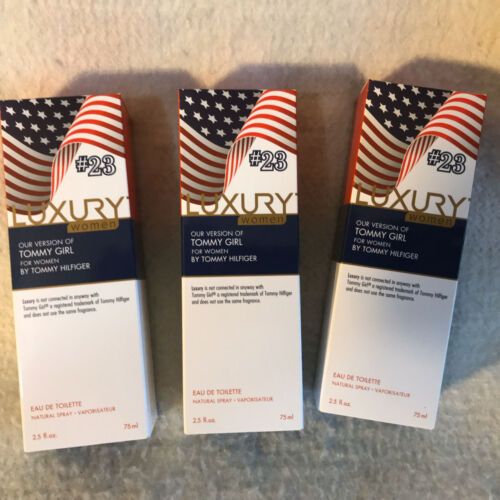 #23
LUXURY
women
OUR VERSION OF
TOMMY GIRL
FOR WOMEN
BY TOMMY HILFIGER
Luxury is not connected in anyway with
Tommy Girl® a registered trademark of Tommy Hilfiger
and does not use the same fragrance.
EAU DE TOILETTE
NATURAL SPRAY • VAPORISATEUR
2.5 fl.oz. 75ml
#23
LUXURY
women
OUR VERSION OF
TOMMY GIRL
FOR WOMEN
BY TOMMY HILFIGER
Luxury is not connected in anyway with
Tommy Girl® a registered trademark of Tommy Hilfiger
and does not use the same fragrance.
EAU DE TOILETTE
NATURAL SPRAY • VAPORISATEUR
2.5 fl.oz. 75ml
#23
LUXURY
women
OUR VERSION OF
TOMMY GIRL
FOR WOMEN
BY TOMMY HILFIGER
Luxury is not connected in anyway with
Tommy Girl® a registered trademark of Tommy Hilfiger
and does not use the same fragrance.
EAU DE TOILETTE
NATURAL SPRAY • VAPORISATEUR
2.5 fl.oz. 75ml